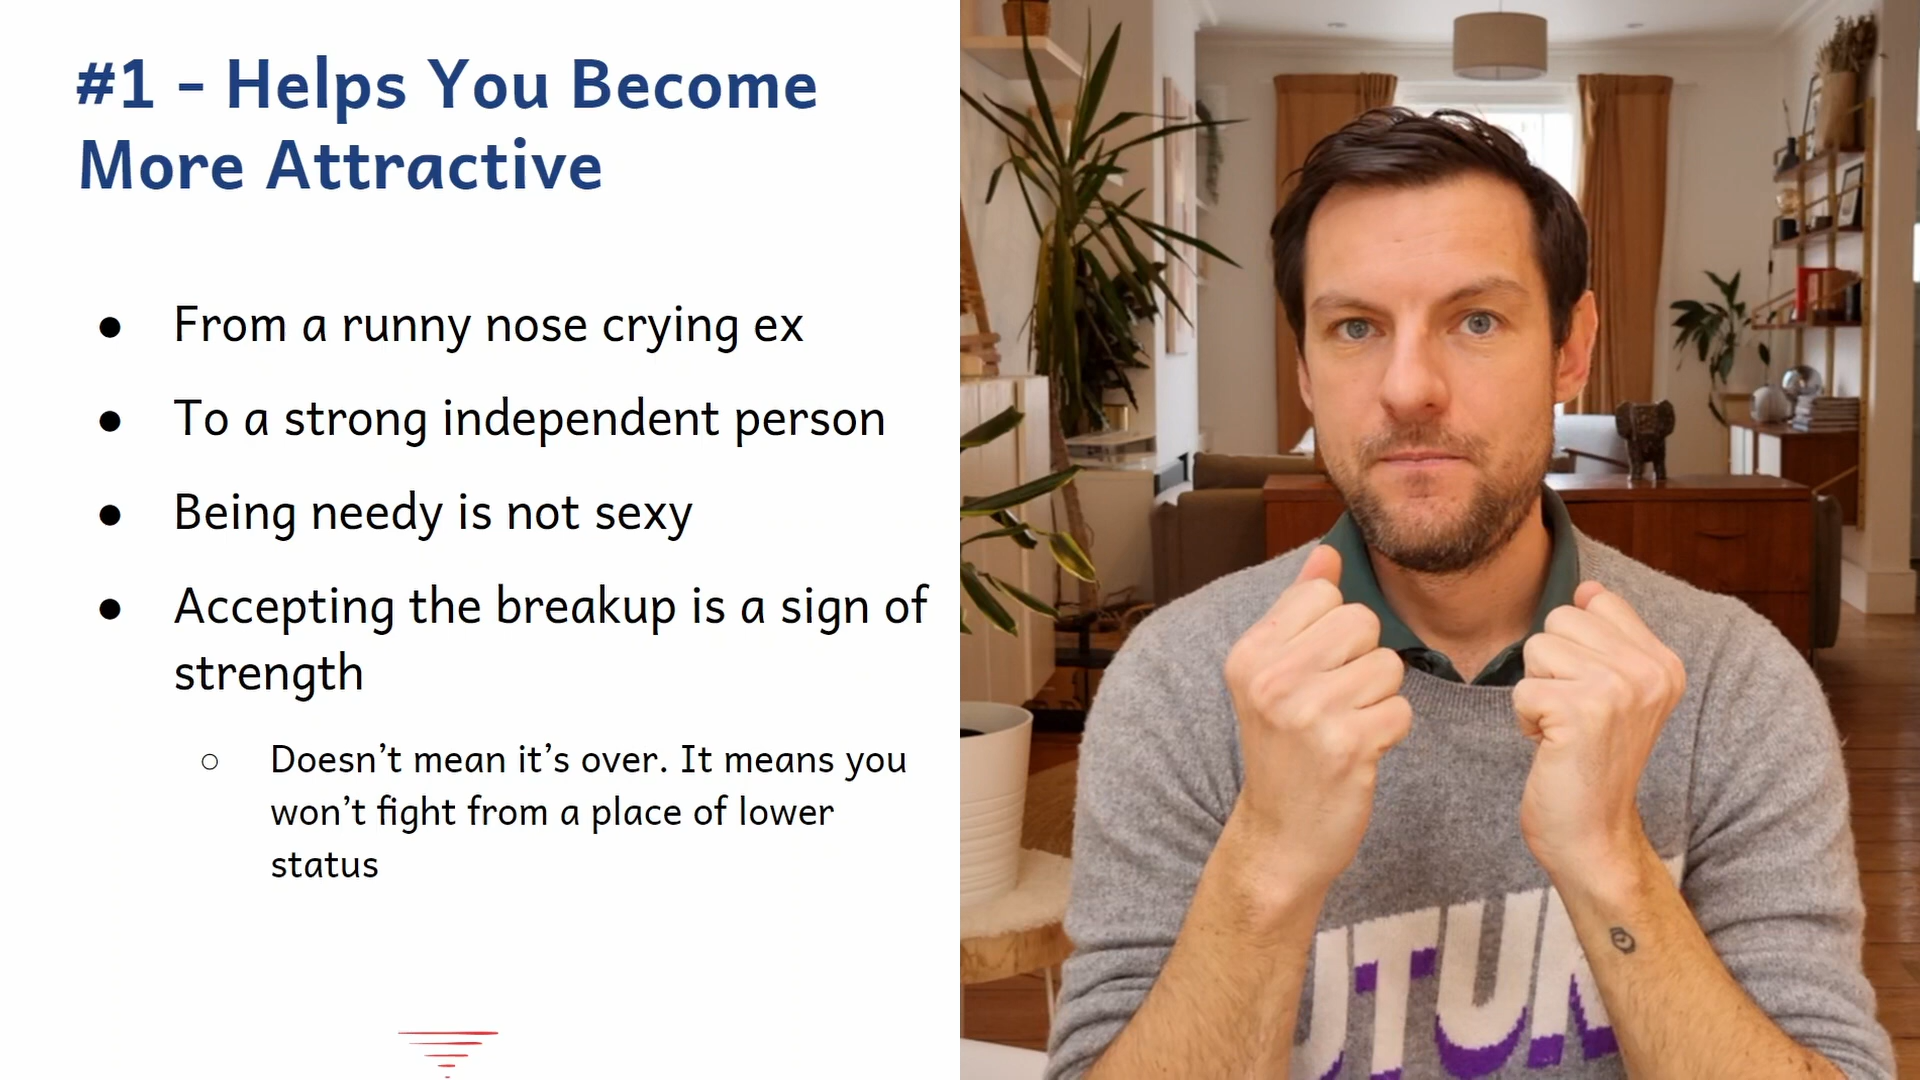 #1 - Helps You Become
More Attractive
● From a runny nose crying ex
● To a strong independent person
● Being needy is not sexy
● Accepting the breakup is a sign of
strength
○ Doesn’t mean it’s over. It means you
won’t fight from a place of lower
status